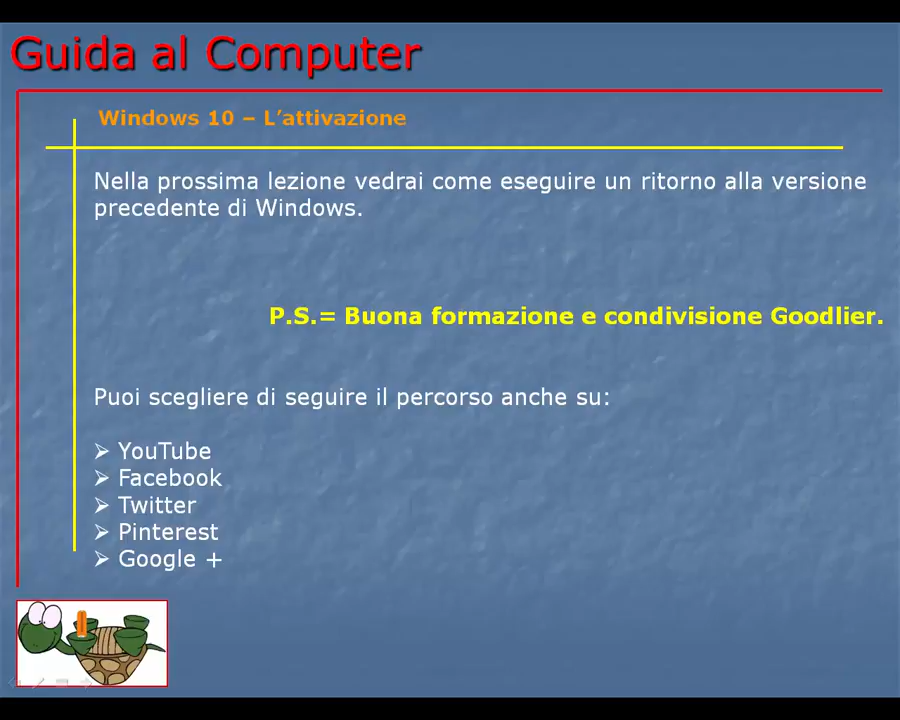 Guida al Computer
Windows 10 – L’attivazione
Nella prossima lezione vedrai come eseguire un ritorno alla versione
precedente di Windows.
P.S.= Buona formazione e condivisione Goodlier.
Puoi scegliere di seguire il percorso anche su:
YouTube
Facebook
Twitter
Pinterest
Google +